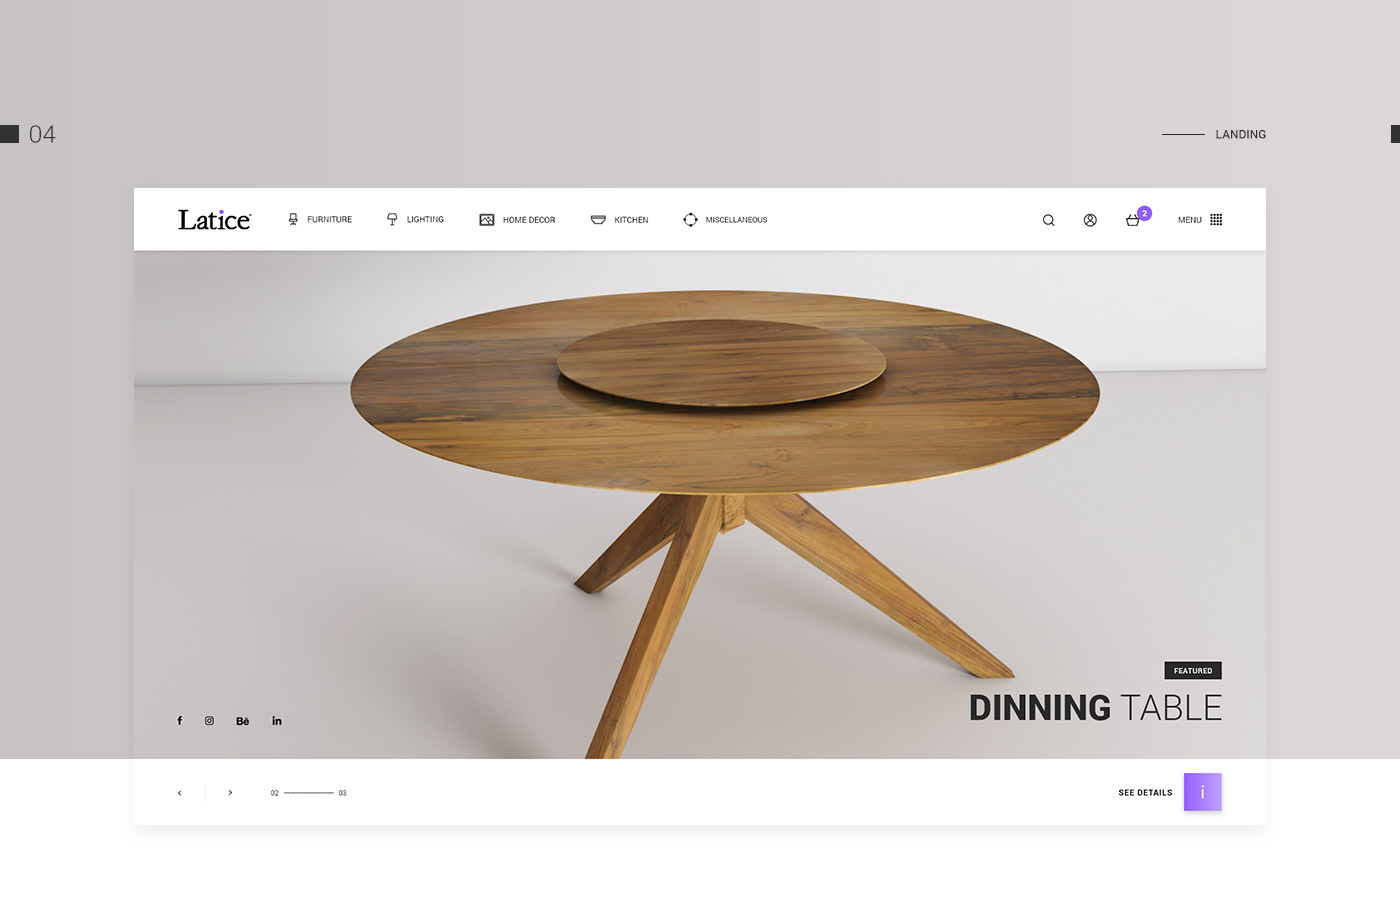 04
LANDING
Latice
FURNITURE
LIGHTING
HOME DECOR
KITCHEN
MISCELLANEOUS
2
MENU
FEATURED
DINNING TABLE
f
Bē
in
02
03
SEE DETAILS
i